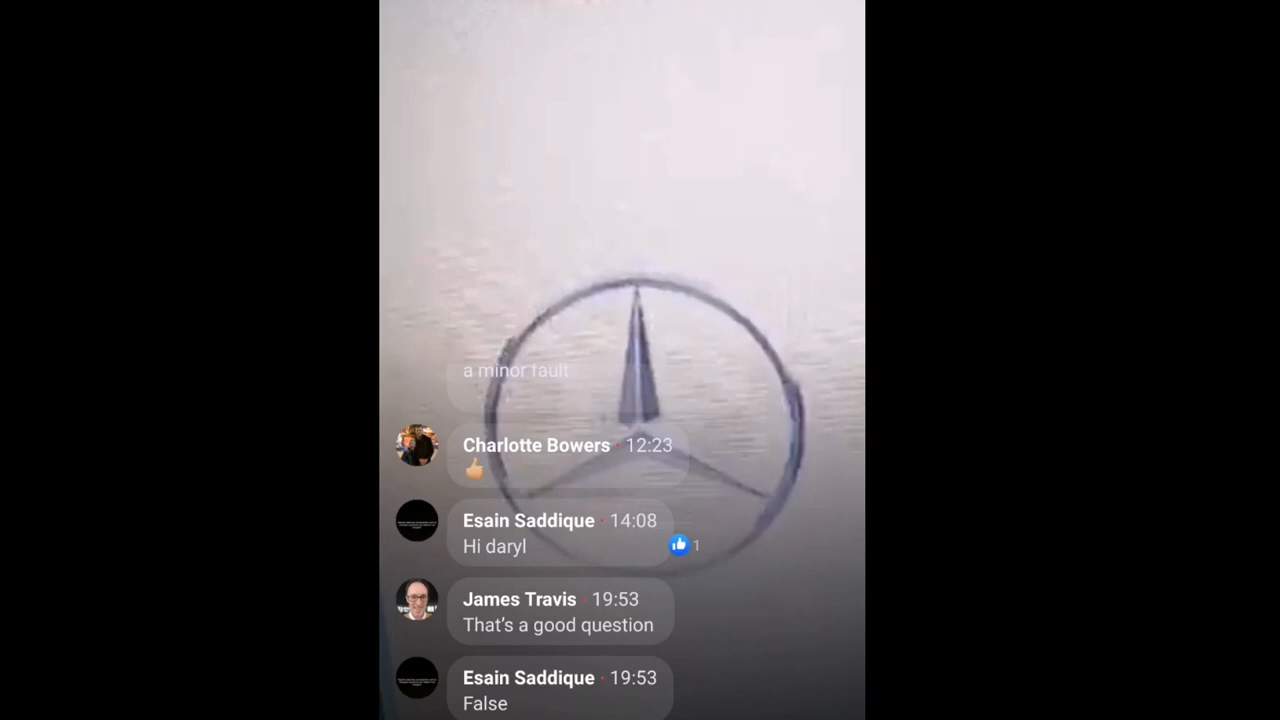 a minor fault
Charlotte Bowers · 12:23
👍🏼
Esain Saddique · 14:08
Hi daryl
1
James Travis · 19:53
That's a good question
Esain Saddique · 19:53
False